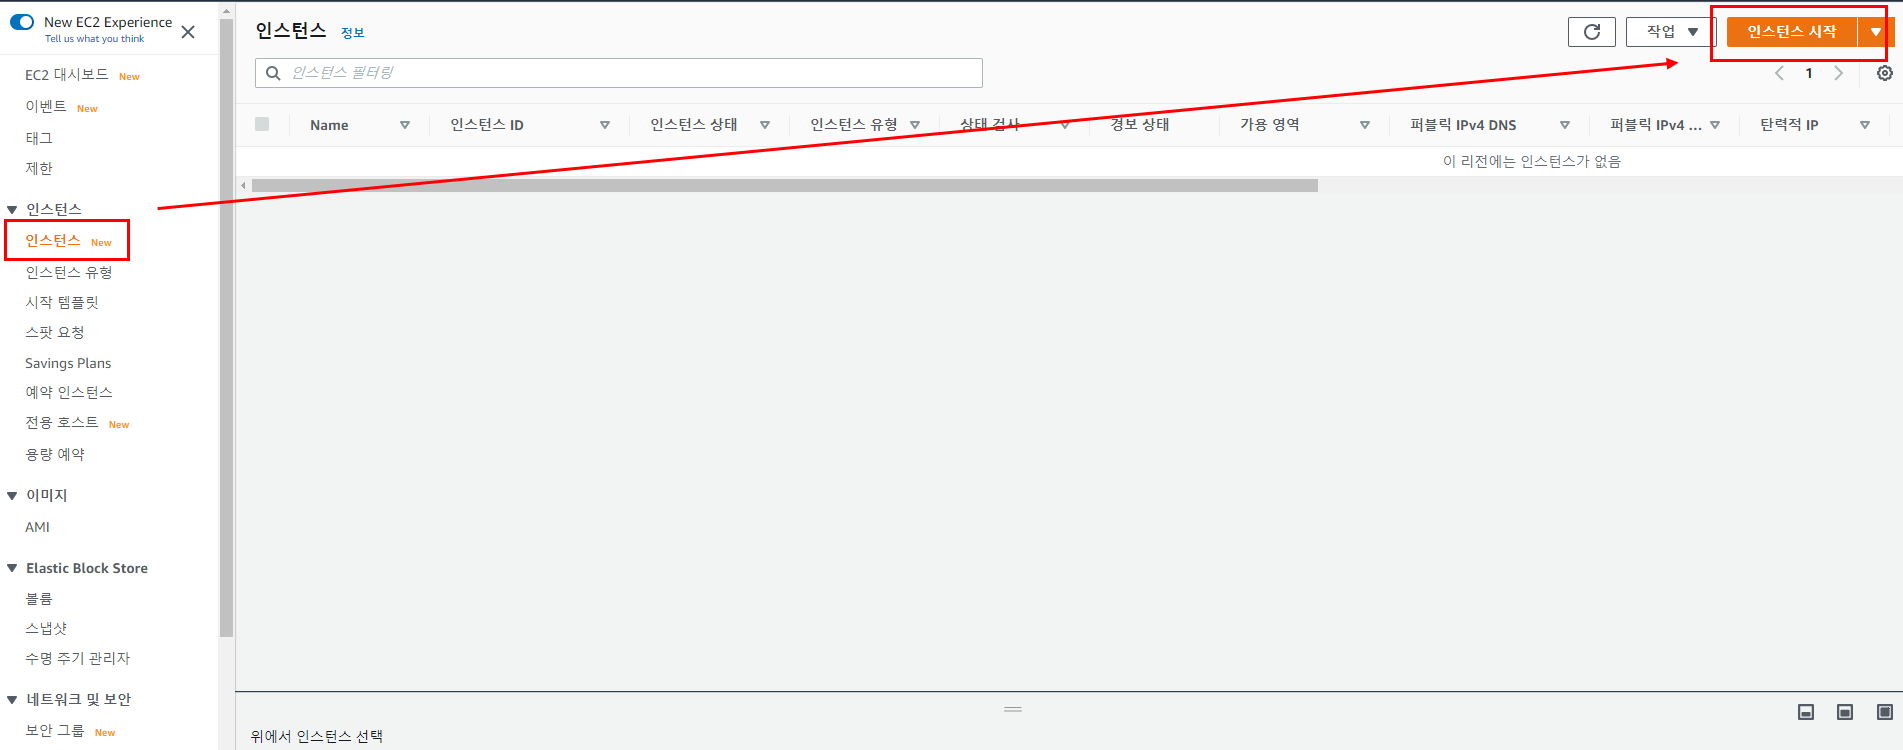 New EC2 Experience
Tell us what you think
EC2 대시보드 New
이벤트 New
태그
제한
인스턴스
인스턴스 New
인스턴스 유형
시작 템플릿
스팟 요청
Savings Plans
예약 인스턴스
전용 호스트 New
용량 예약
이미지
AMI
Elastic Block Store
볼륨
스냅샷
수명 주기 관리자
네트워크 및 보안
보안 그룹 New
인스턴스 정보
작업
인스턴스 시작
인스턴스 필터링
1
Name 인스턴스 ID 인스턴스 상태 인스턴스 유형 상태 검사 경보 상태 가용 영역 퍼블릭 IPv4 DNS 퍼블릭 IPv4 ... 탄력적 IP
이 리전에는 인스턴스가 없음
위에서 인스턴스 선택